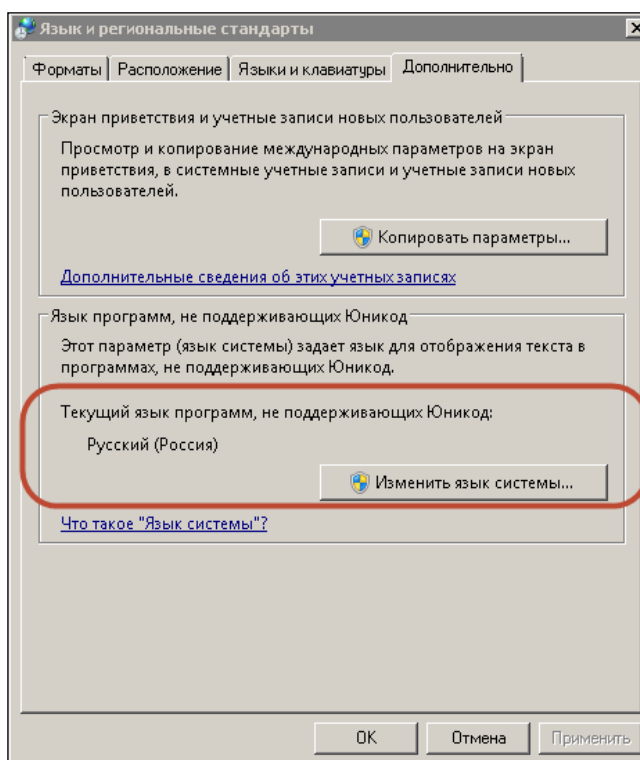 Язык и региональные стандарты
Форматы Расположение Языки и клавиатуры Дополнительно
Экран приветствия и учетные записи новых пользователей
Просмотр и копирование международных параметров на экран
приветствия, в системные учетные записи и учетные записи новых
пользователей.
Копировать параметры...
Дополнительные сведения об этих учетных записях
Язык программ, не поддерживающих Юникод
Этот параметр (язык системы) задает язык для отображения текста в
программах, не поддерживающих Юникод.
Текущий язык программ, не поддерживающих Юникод:
Русский (Россия)
Изменить язык системы...
Что такое "Язык системы"?
ОК Отмена Применить